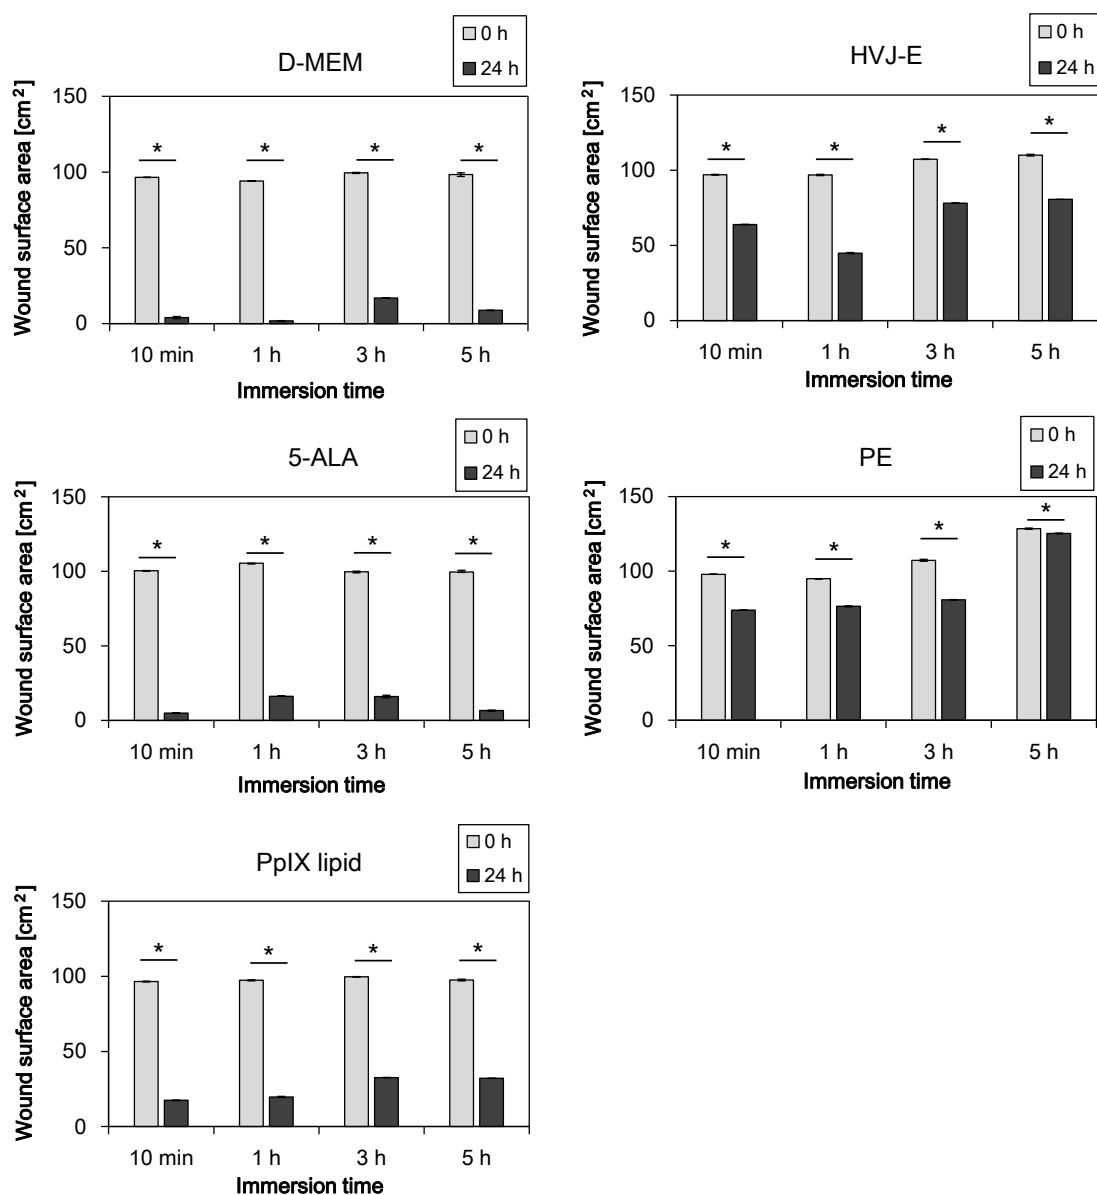 D-MEM
0 h
24 h
Wound surface area [cm²]
150
100
50
0
*
*
*
*
10 min
1 h
3 h
5 h
Immersion time
HVJ-E
0 h
24 h
Wound surface area [cm²]
150
100
50
0
*
*
*
*
10 min
1 h
3 h
5 h
Immersion time
5-ALA
0 h
24 h
Wound surface area [cm²]
150
100
50
0
*
*
*
*
10 min
1 h
3 h
5 h
Immersion time
PE
0 h
24 h
Wound surface area [cm²]
150
100
50
0
*
*
*
*
10 min
1 h
3 h
5 h
Immersion time
PpIX lipid
0 h
24 h
Wound surface area [cm²]
150
100
50
0
*
*
*
*
10 min
1 h
3 h
5 h
Immersion time